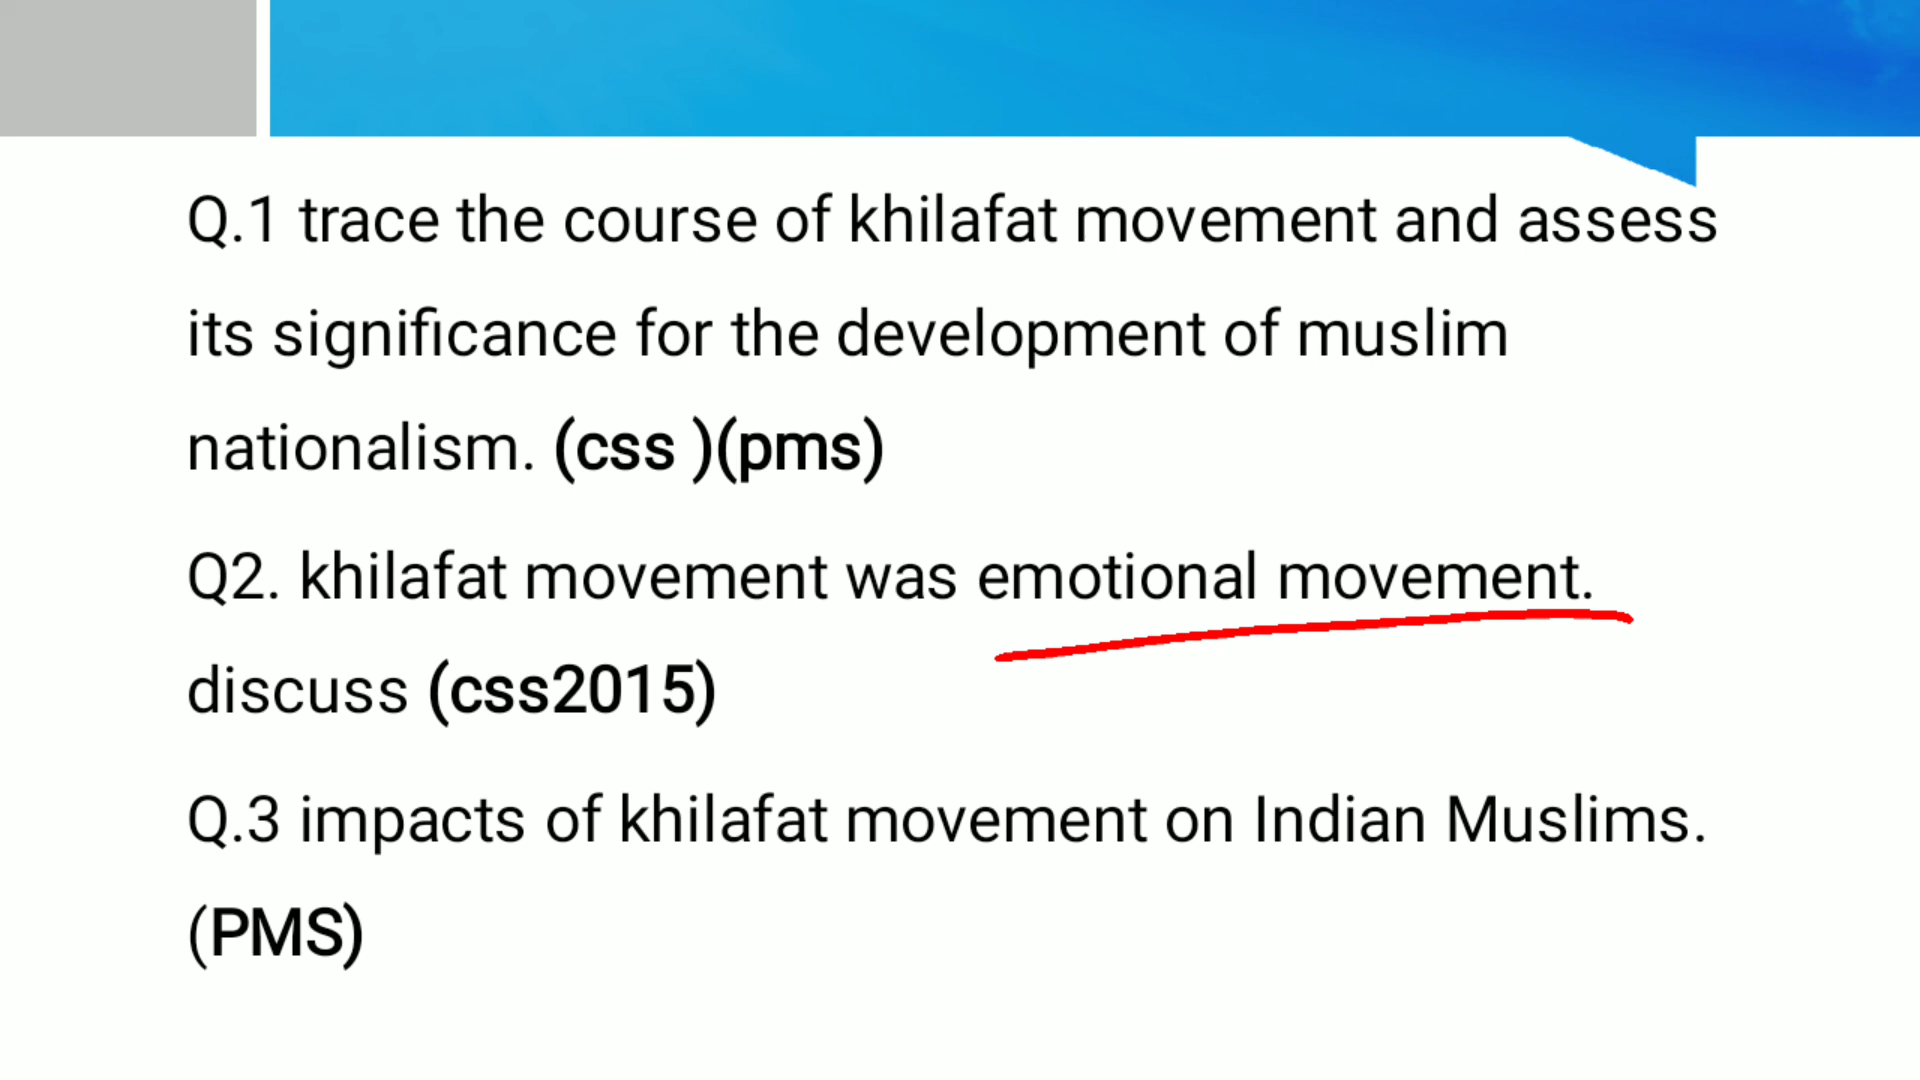 Q.1 trace the course of khilafat movement and assess
its significance for the development of muslim
nationalism. (css )(pms)
Q2. khilafat movement was emotional movement.
discuss (css2015)
Q.3 impacts of khilafat movement on Indian Muslims.
(PMS)